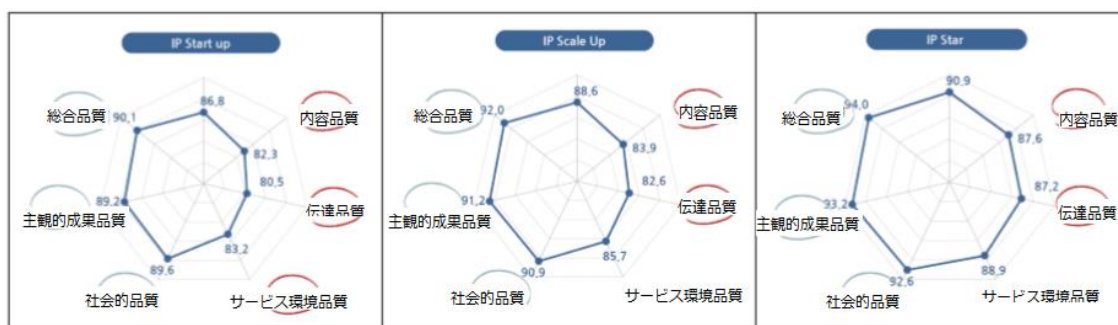 IP Start up
86,8
総合品質
90,1
内容品質
82,3
80,5
89,2
主観的成果品質
伝達品質
83,2
89,6
社会的品質
サービス環境品質
IP Scale Up
88,6
総合品質
92,0
内容品質
83,9
82,6
91,2
主観的成果品質
伝達品質
85,7
90,9
社会的品質
サービス環境品質
IP Star
90,9
総合品質
94,0
内容品質
87,6
87,2
93,2
主観的成果品質
伝達品質
88,9
92,6
社会的品質
サービス環境品質